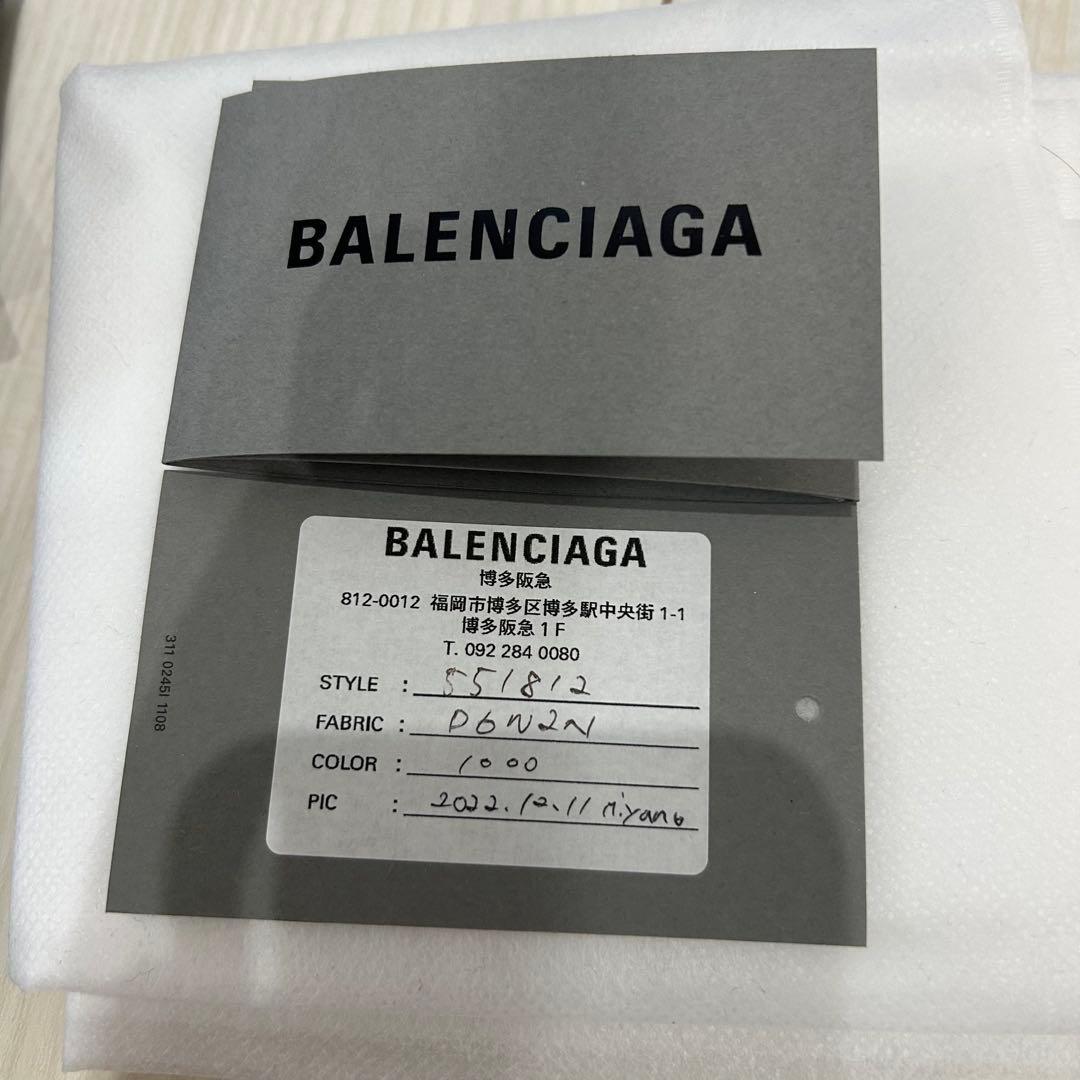 BALENCIAGA
BALENCIAGA
博多阪急
812-0012 福岡市博多区博多駅中央街1-1
博多阪急1F
T. 092 284 0080
STYLE : 551812
FABRIC : D6W2N
COLOR : 1000
PIC : 2022.12.11 Miyano
311 0245I 1108